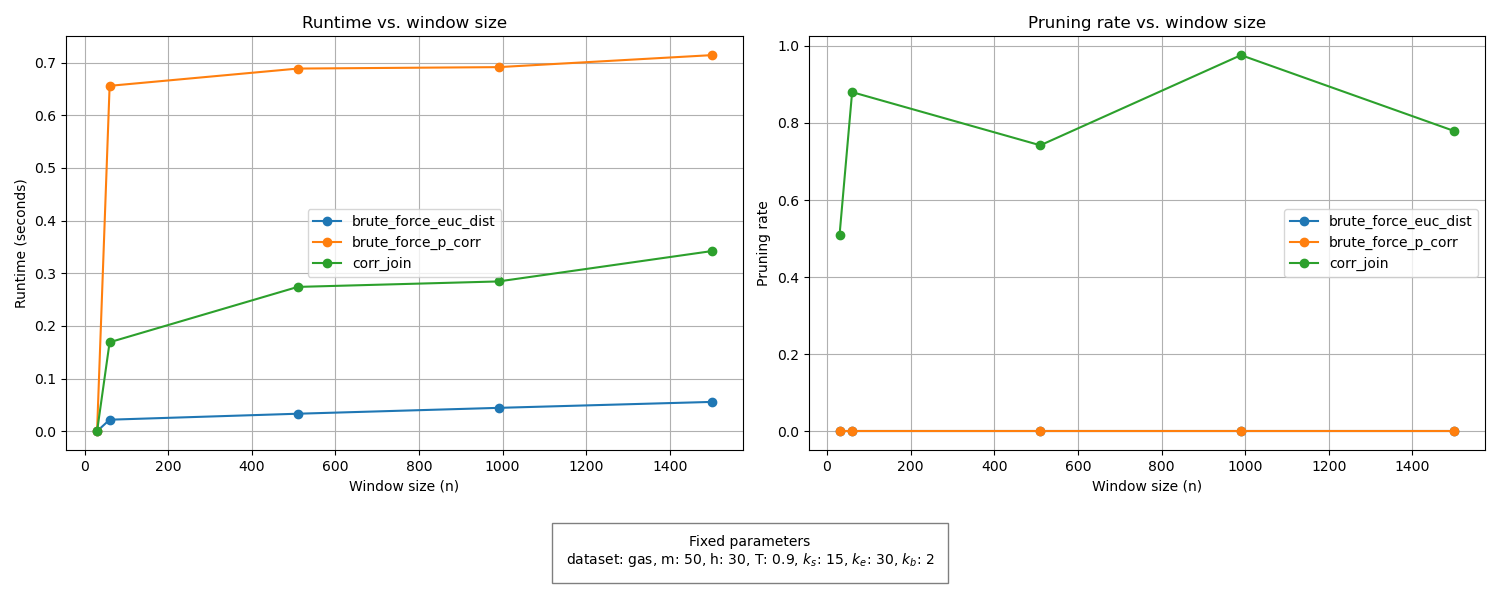 Runtime vs. window size
Runtime (seconds)
0.7
0.6
0.5
0.4
0.3
0.2
0.1
0.0
brute_force_euc_dist
brute_force_p_corr
corr_join
0 200 400 600 800 1000 1200 1400
Window size (n)
Pruning rate vs. window size
Pruning rate
1.0
0.8
0.6
0.4
0.2
0.0
brute_force_euc_dist
brute_force_p_corr
corr_join
0 200 400 600 800 1000 1200 1400
Window size (n)
Fixed parameters
dataset: gas, m: 50, h: 30, T: 0.9, kₛ: 15, kₑ: 30, k_b: 2